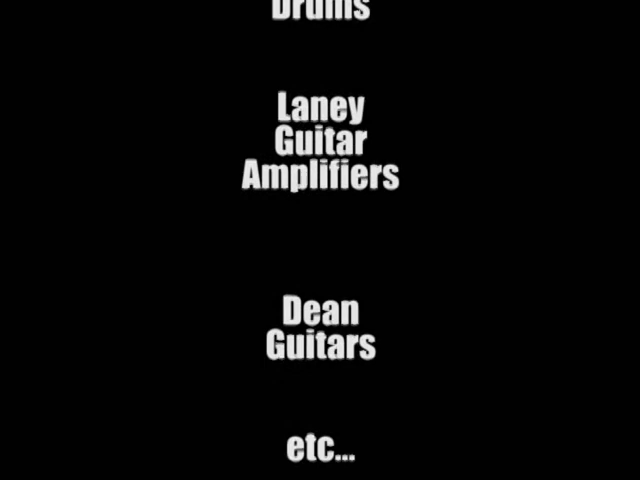 Drums
Laney
Guitar
Amplifiers
Dean
Guitars
etc...